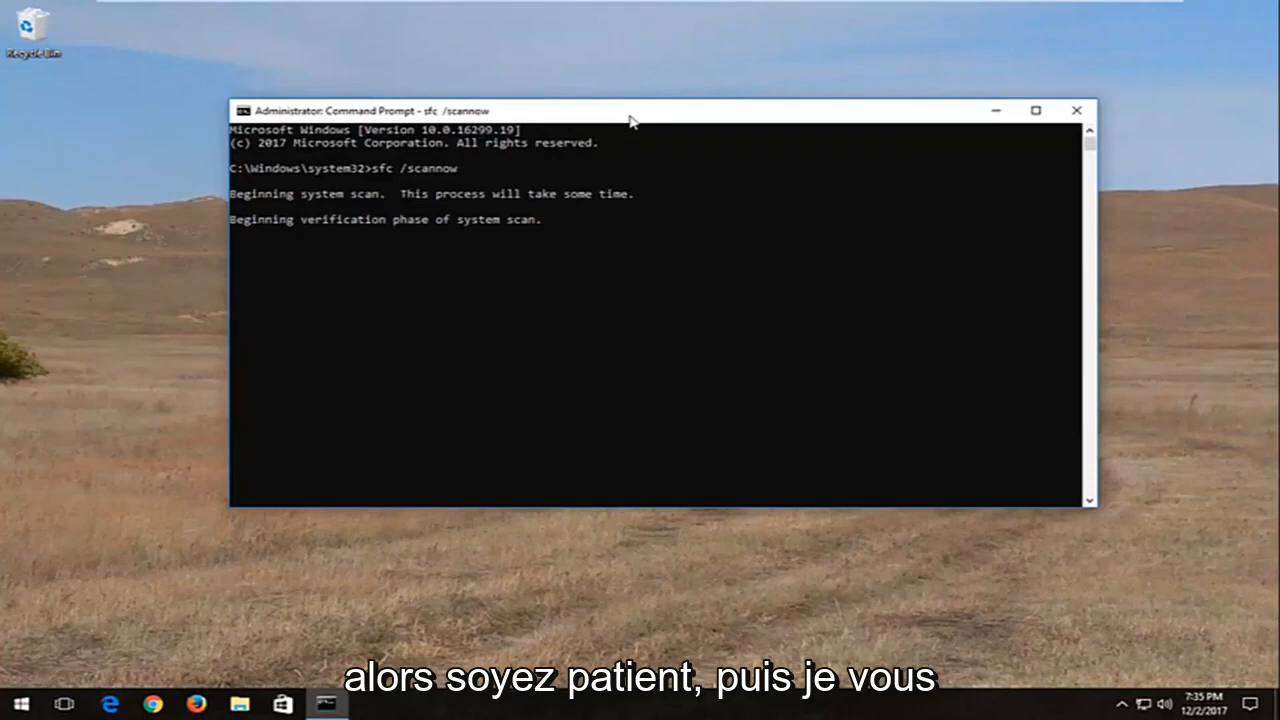 Recycle Bin
Administrator: Command Prompt - sfc /scannow
Microsoft Windows [Version 10.0.16299.19]
(c) 2017 Microsoft Corporation. All rights reserved.
C:\Windows\system32>sfc /scannow
Beginning system scan.  This process will take some time.
Beginning verification phase of system scan.
alors soyez patient, puis je vous
7:35 PM
12/2/2017